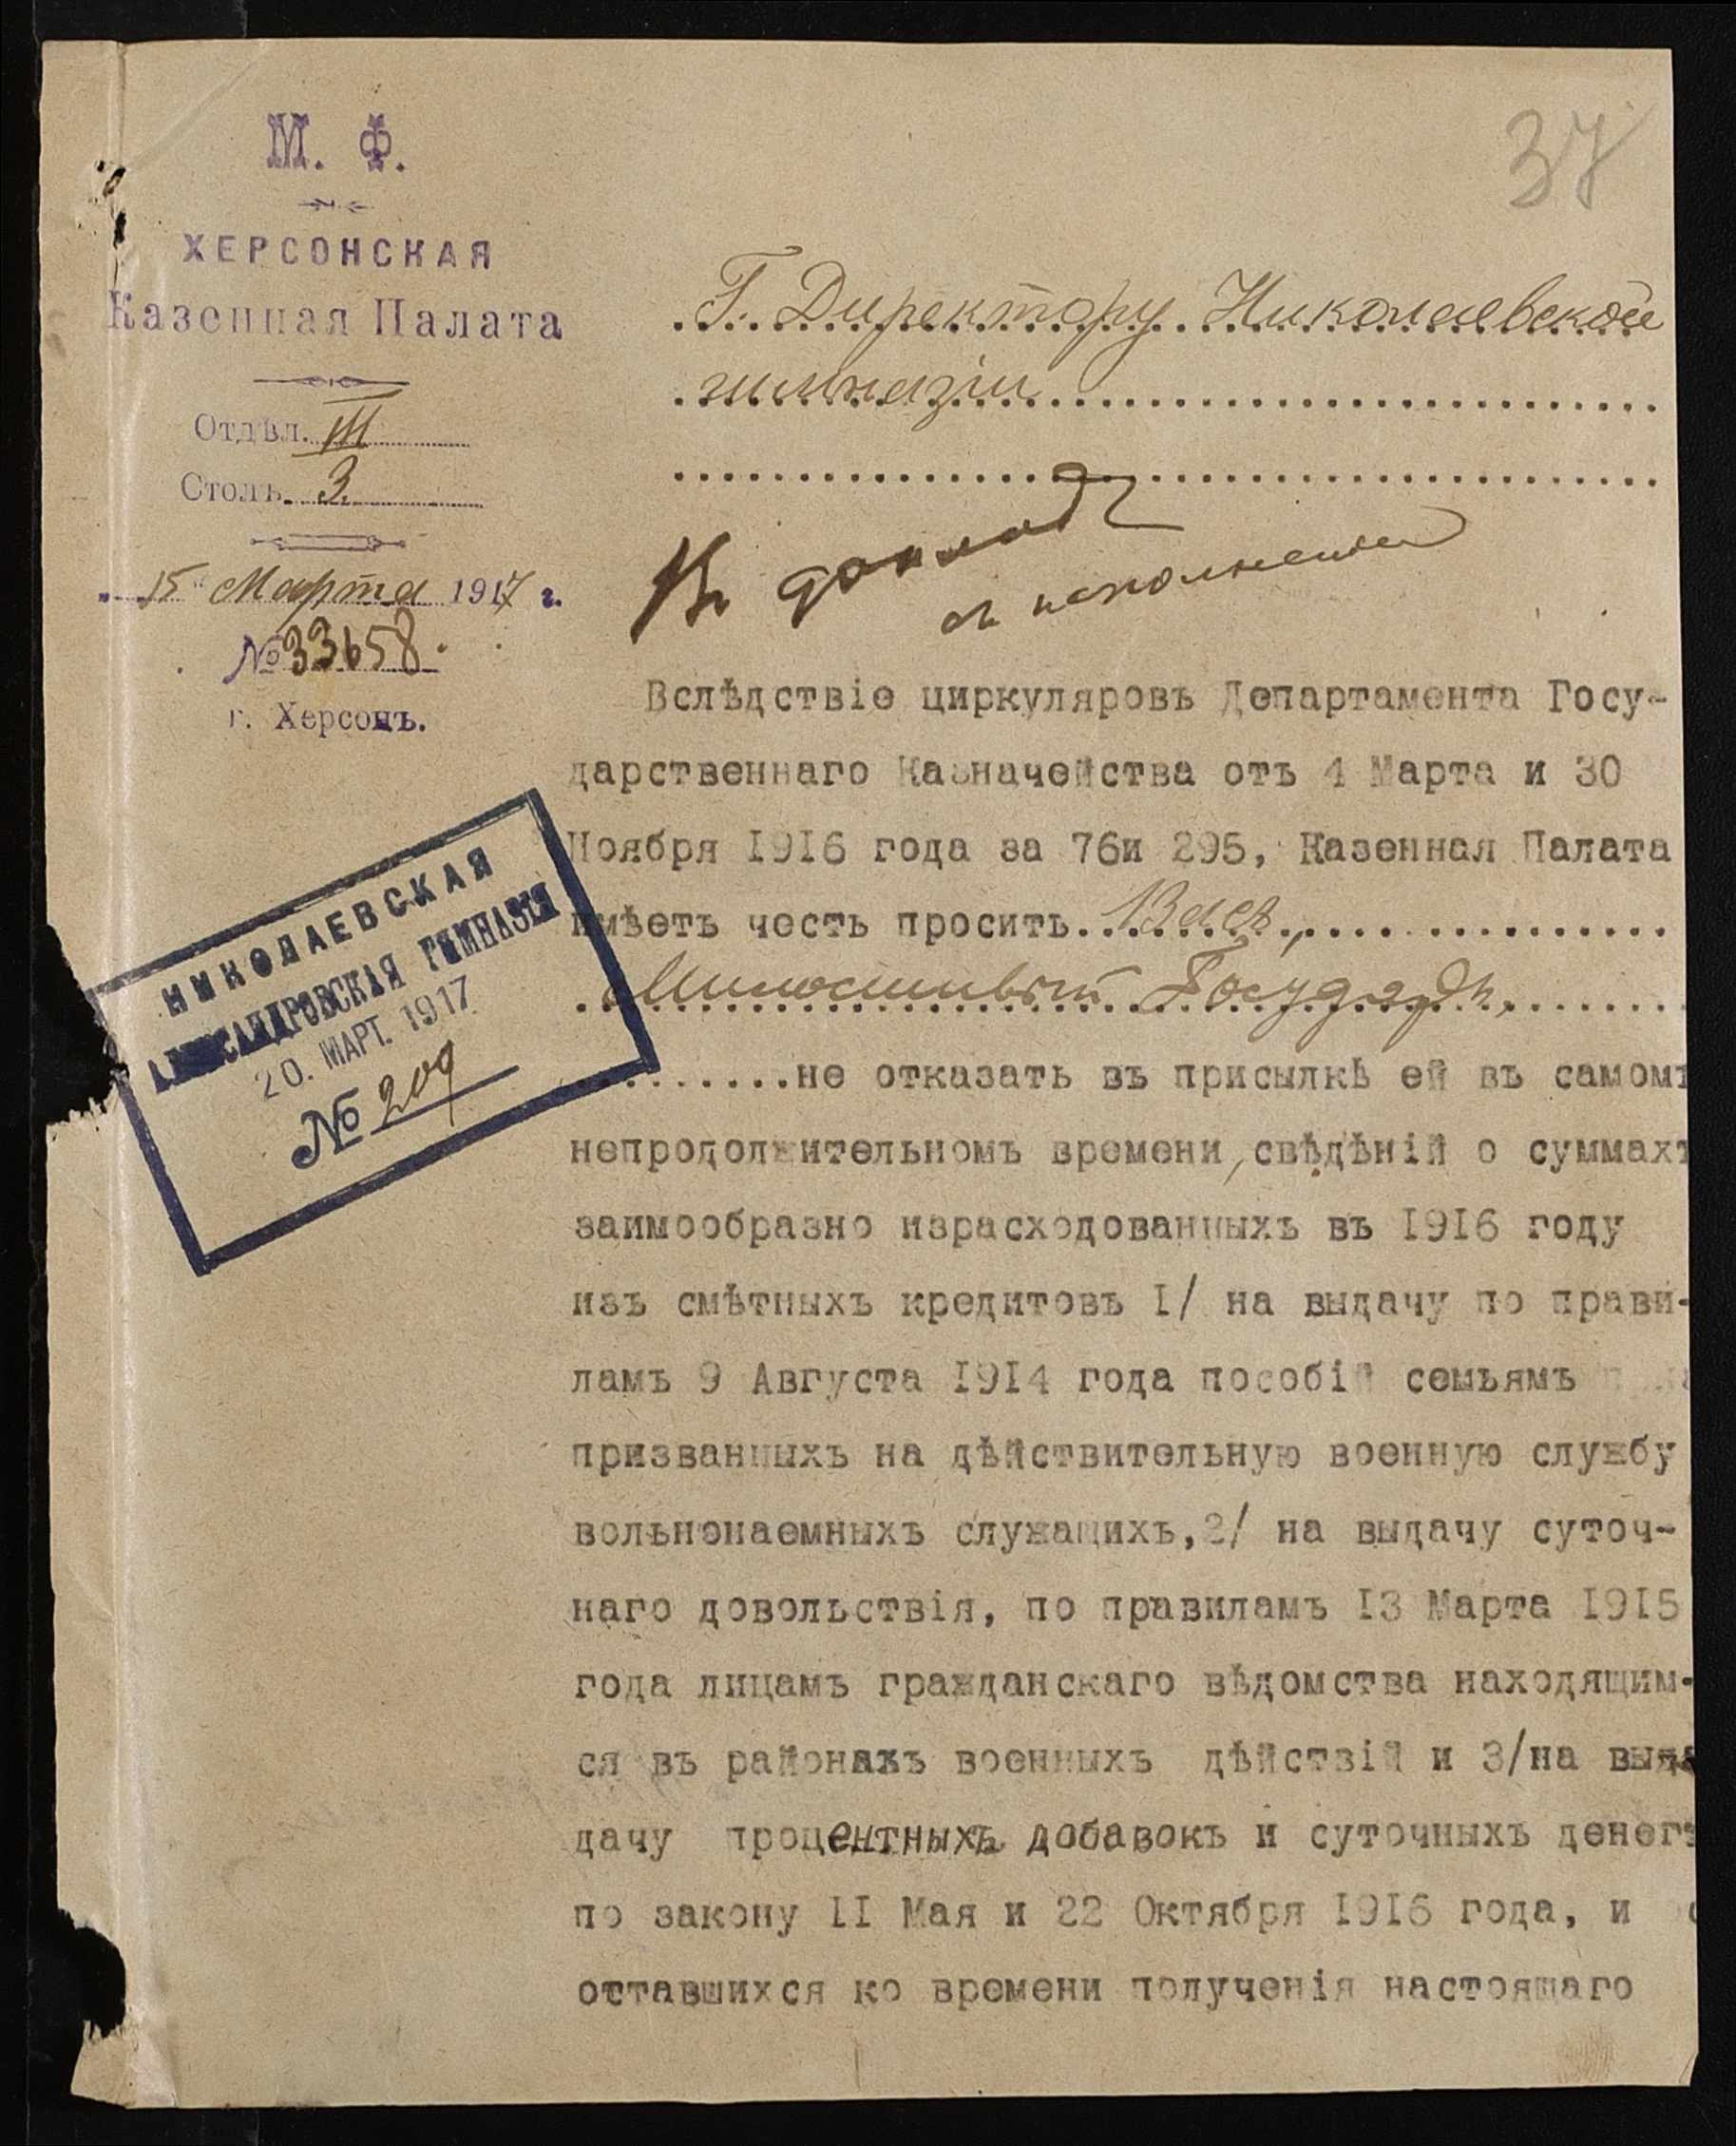 37
М. Ф.
ХЕРСОНСКАЯ
Казенная Палата
Отдѣл. III
Столъ 3.
„ 15 " Марта 1917 г.
№ 33658.
г. Херсонъ.
Г. Директору Николаевской
гимназіи
Къ докладу
съ исполненіем
НИКОЛАЕВСКАЯ
АЛЕКСАНДРОВСКАЯ ГИМНАЗІЯ
20. МАРТ. 1917
№ 209
Вслѣдствіе циркуляровъ Департамента Госу-
дарственнаго Казначейства отъ 4 Марта и 30
Ноября 1916 года за 76и 295, Казенная Палата
имѣетъ честь просить Васъ,
Милостивый Государь,
не отказать въ присылкѣ ей въ самомъ
непродолжительномъ времени, свѣдѣній о суммахъ
заимообразно израсходованныхъ въ 1916 году
изъ смѣтныхъ кредитовъ I/ на выдачу по прави-
ламъ 9 Августа 1914 года пособій семьямъ
призванныхъ на дѣйствительную военную службу
вольнонаемныхъ служащихъ,2/ на выдачу суточ-
наго довольствія, по правиламъ 13 Марта 1915
года лицамъ гражданскаго вѣдомства находящим-
ся въ районахъ военныхъ дѣйствій и 3/на выда
дачу процентныхъ добавокъ и суточныхъ денегъ
по закону 11 Мая и 22 Октября 1916 года, и
оттавшихся ко времени полученія настоящаго